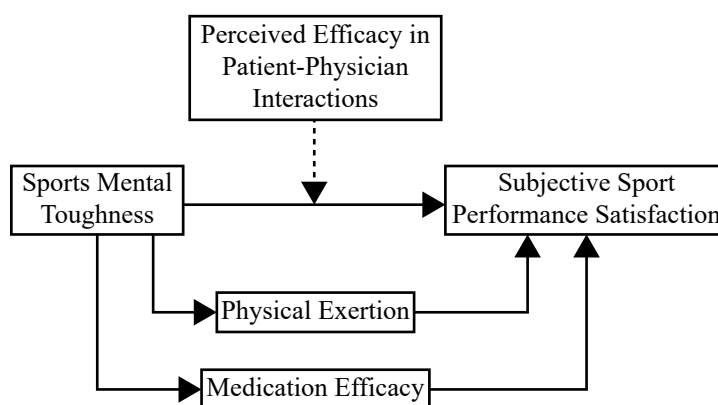 Perceived Efficacy in
Patient-Physician
Interactions
Sports Mental
Toughness
Subjective Sport
Performance Satisfaction
Physical Exertion
Medication Efficacy